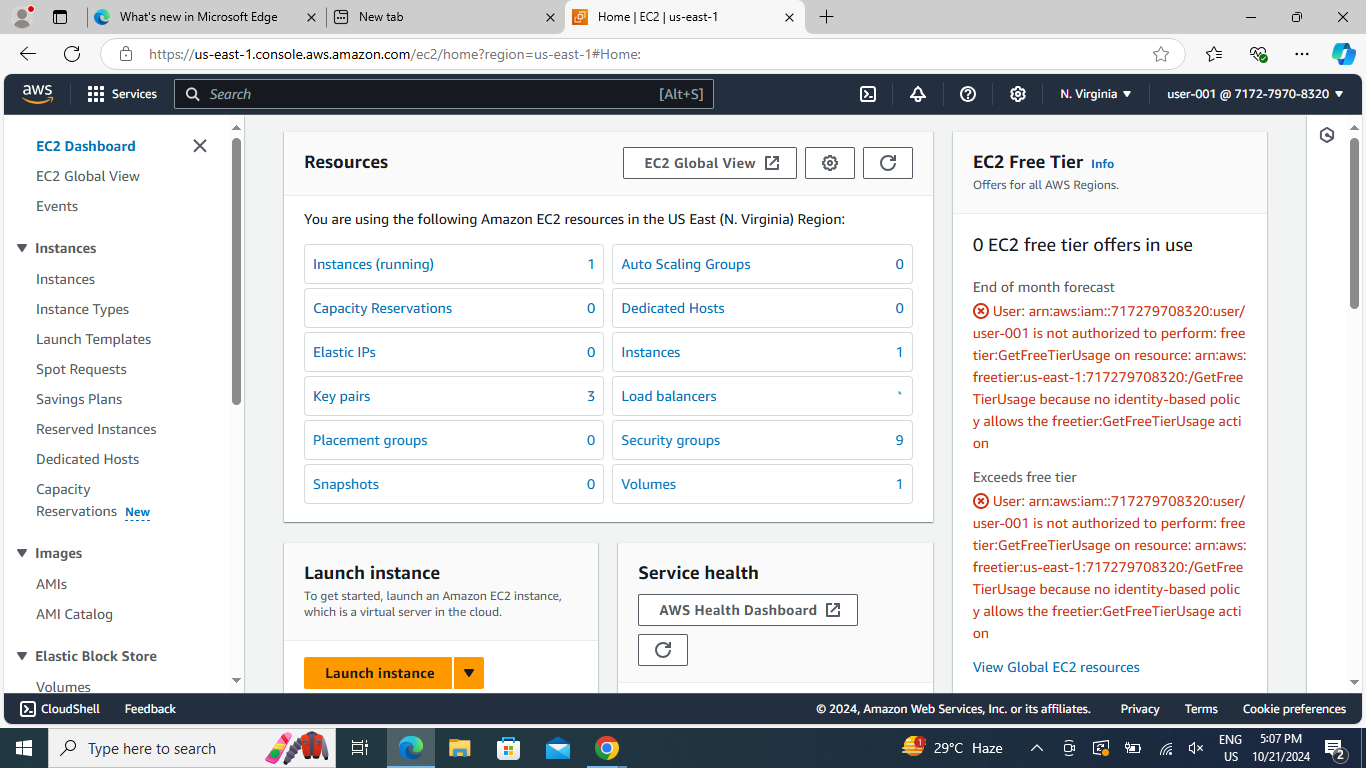 What's new in Microsoft Edge
New tab
Home | EC2 | us-east-1
https://us-east-1.console.aws.amazon.com/ec2/home?region=us-east-1#Home:
aws
Services
Search
[Alt+S]
N. Virginia
user-001 @ 7172-7970-8320
EC2 Dashboard
EC2 Global View
Events
Instances
Instances
Instance Types
Launch Templates
Spot Requests
Savings Plans
Reserved Instances
Dedicated Hosts
Capacity
Reservations New
Images
AMIs
AMI Catalog
Elastic Block Store
Volumes
Resources
EC2 Global View
You are using the following Amazon EC2 resources in the US East (N. Virginia) Region:
Instances (running) 1
Auto Scaling Groups 0
Capacity Reservations 0
Dedicated Hosts 0
Elastic IPs 0
Instances 1
Key pairs 3
Load balancers
Placement groups 0
Security groups 9
Snapshots 0
Volumes 1
Launch instance
To get started, launch an Amazon EC2 instance,
which is a virtual server in the cloud.
Launch instance
Service health
AWS Health Dashboard
EC2 Free Tier Info
Offers for all AWS Regions.
0 EC2 free tier offers in use
End of month forecast
User: arn:aws:iam::717279708320:user/
user-001 is not authorized to perform: free
tier:GetFreeTierUsage on resource: arn:aws:
freetier:us-east-1:717279708320:/GetFree
TierUsage because no identity-based polic
y allows the freetier:GetFreeTierUsage acti
on
Exceeds free tier
User: arn:aws:iam::717279708320:user/
user-001 is not authorized to perform: free
tier:GetFreeTierUsage on resource: arn:aws:
freetier:us-east-1:717279708320:/GetFree
TierUsage because no identity-based polic
y allows the freetier:GetFreeTierUsage acti
on
View Global EC2 resources
CloudShell
Feedback
© 2024, Amazon Web Services, Inc. or its affiliates.
Privacy
Terms
Cookie preferences
Type here to search
1
29°C Haze
ENG
US
5:07 PM
10/21/2024
2